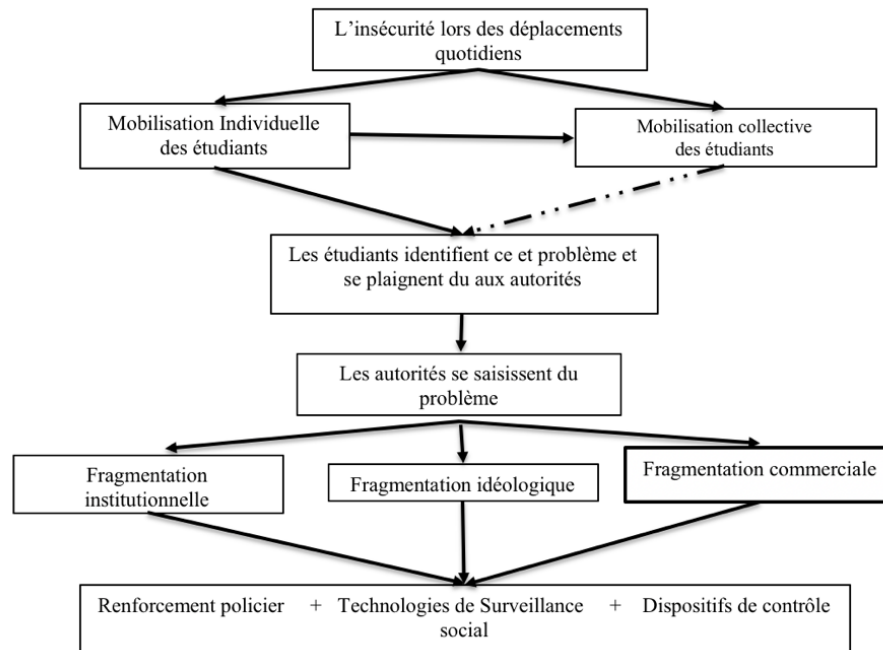 L'insécurité lors des déplacements
quotidiens
Mobilisation Individuelle
des étudiants
Mobilisation collective
des étudiants
Les étudiants identifient ce et problème et
se plaignent du aux autorités
Les autorités se saisissent du
problème
Fragmentation
institutionnelle
Fragmentation idéologique
Fragmentation commerciale
Renforcement policier + Technologies de Surveillance + Dispositifs de contrôle
social